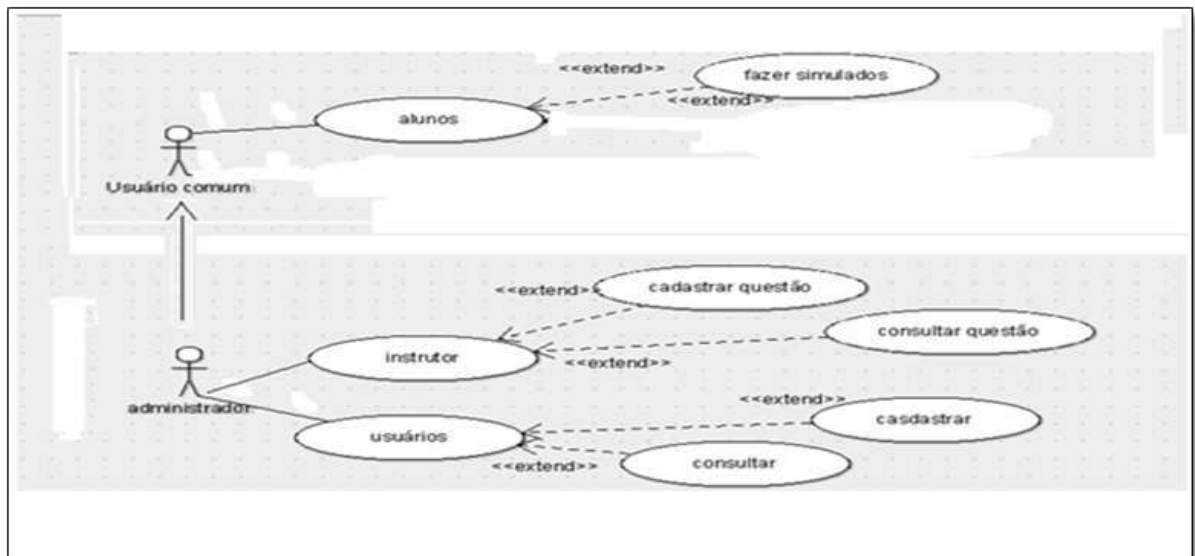 <<extend>>
fazer simulados
<<extend>>
alunos
Usuário comum
<<extend>>
cadastrar questão
consultar questão
instrutor
<<extend>>
administrador
<<extend>>
casdastrar
usuários
<<extend>>
consultar